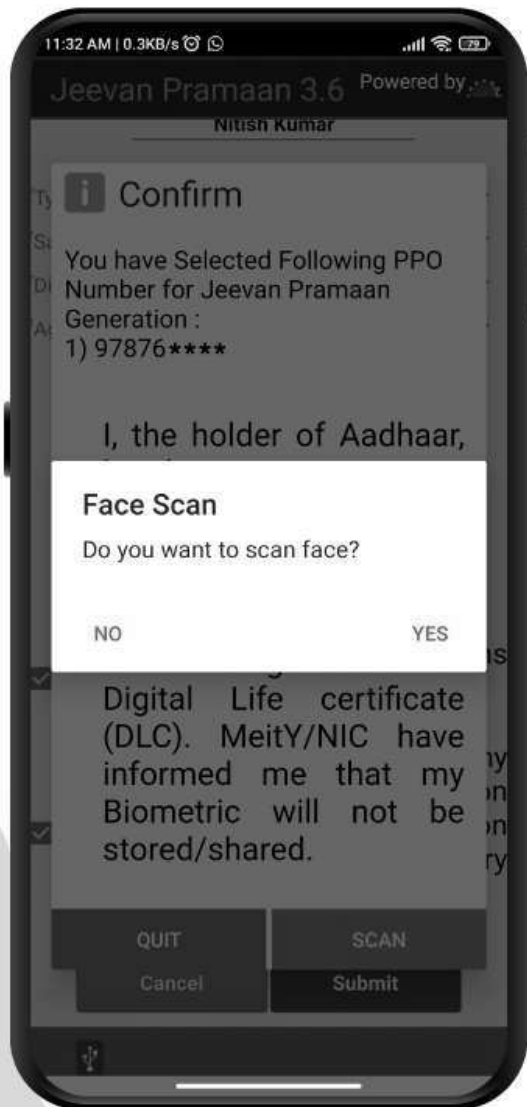 11:32 AM | 0.3KB/s
79
Jeevan Pramaan 3.6 Powered by
Nitish Kumar
i Confirm
You have Selected Following PPO
Number for Jeevan Pramaan
Generation :
1) 97876****
I, the holder of Aadhaar,
Face Scan
Do you want to scan face?
NO YES
Digital Life certificate
(DLC). MeitY/NIC have
informed me that my
Biometric will not be
stored/shared.
QUIT SCAN
Cancel Submit